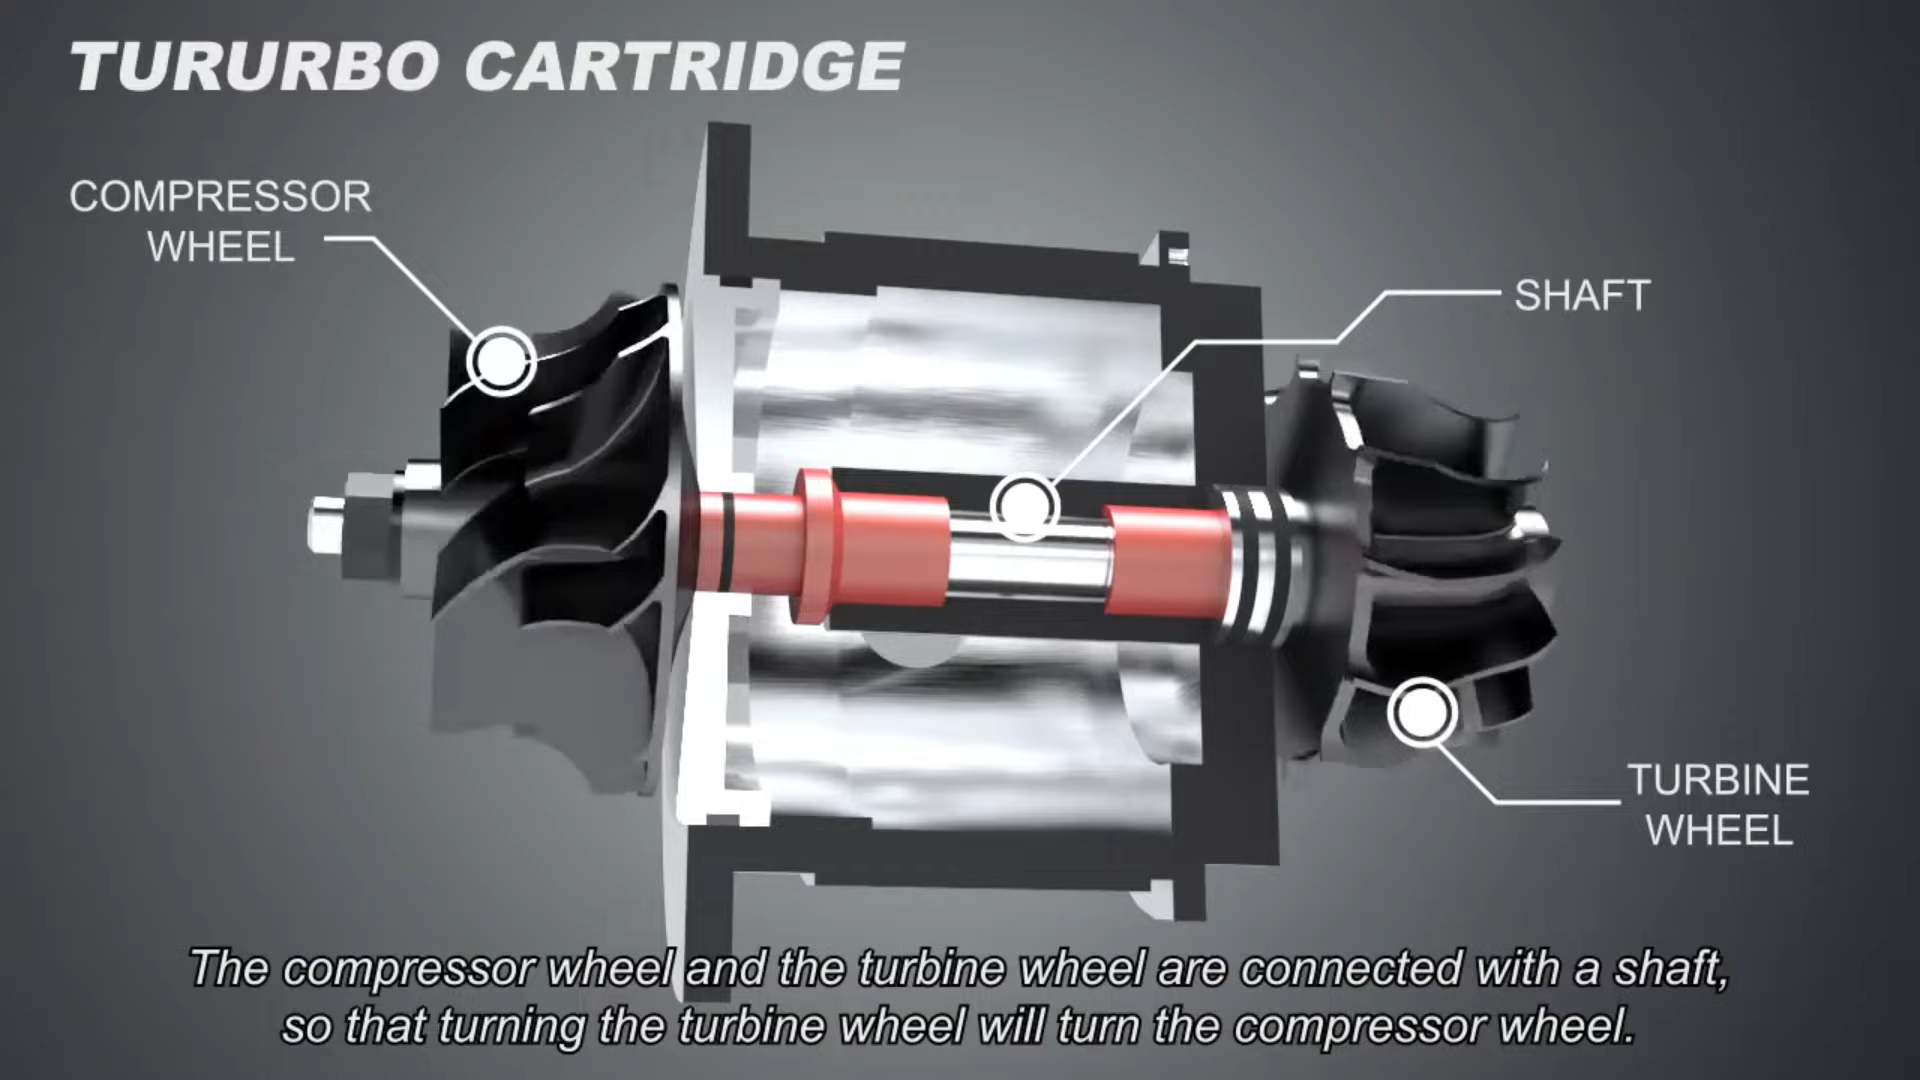 TURURBO CARTRIDGE
COMPRESSOR
WHEEL
SHAFT
TURBINE
WHEEL
The compressor wheel and the turbine wheel are connected with a shaft,
so that turning the turbine wheel will turn the compressor wheel.